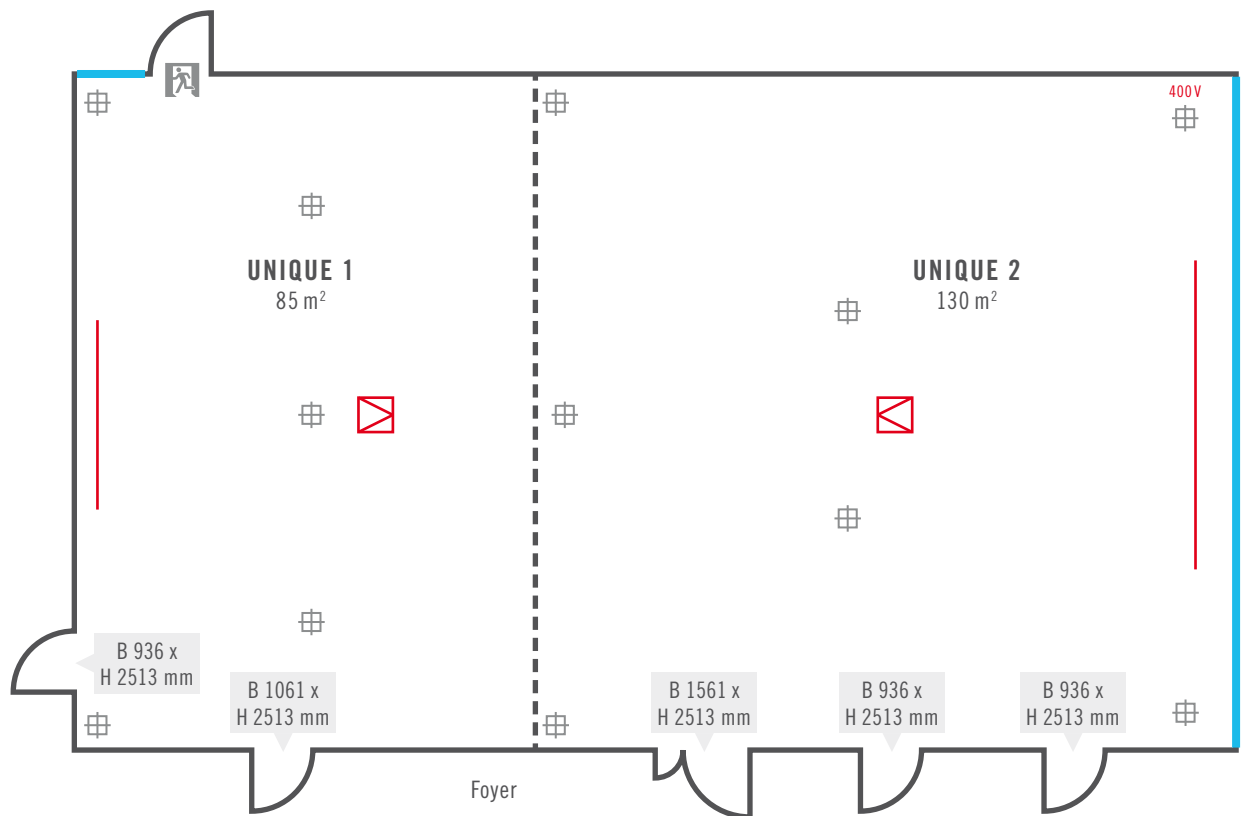 400V
UNIQUE 1
85 m²
UNIQUE 2
130 m²
B 936 x
H 2513 mm
B 1061 x
H 2513 mm
B 1561 x
H 2513 mm
B 936 x
H 2513 mm
B 936 x
H 2513 mm
Foyer